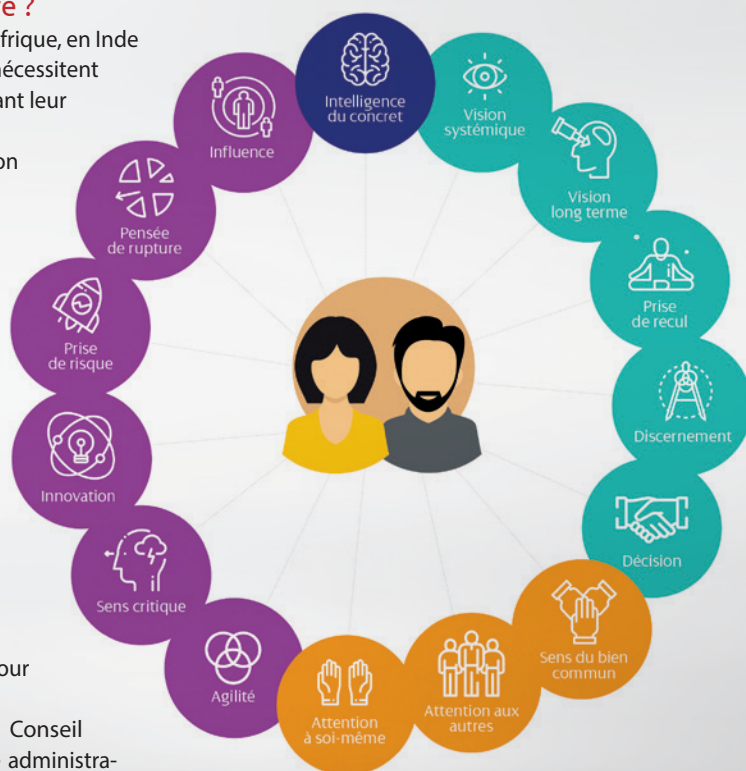 ? 
frique, en Inde
nécessitent
ant leur
on
Intelligence
du concret
Vision
systémique
Vision
long terme
Prise
de recul
Discernement
Décision
Sens du bien
commun
Attention aux
autres
Attention
à soi-même
Agilité
Sens critique
Innovation
Prise
de risque
Pensée
de rupture
Influence
our
Conseil
administra-